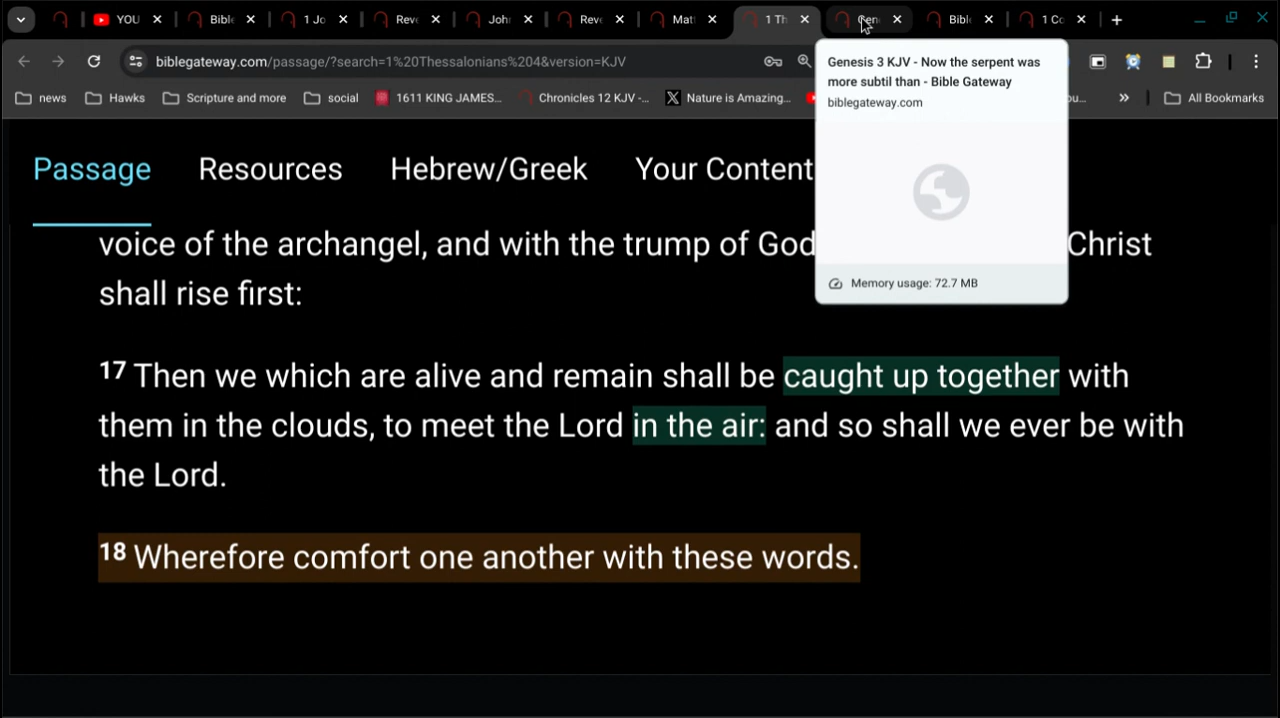 YOU
Bibl
1 Jo
Reve
Joh
Reve
Mat
1 Th
Gen
Bibl
1 Co
biblegateway.com/passage/?search=1%20Thessalonians%204&version=KJV
news
Hawks
Scripture and more
social
1611 KING JAMES...
Chronicles 12 KJV -...
Nature is Amazing...
ou...
All Bookmarks
Genesis 3 KJV - Now the serpent was
more subtil than - Bible Gateway
biblegateway.com
Memory usage: 72.7 MB
Passage
Resources
Hebrew/Greek
Your Content
voice of the archangel, and with the trump of God Christ
shall rise first:
17 Then we which are alive and remain shall be caught up together with
them in the clouds, to meet the Lord in the air: and so shall we ever be with
the Lord.
18 Wherefore comfort one another with these words.